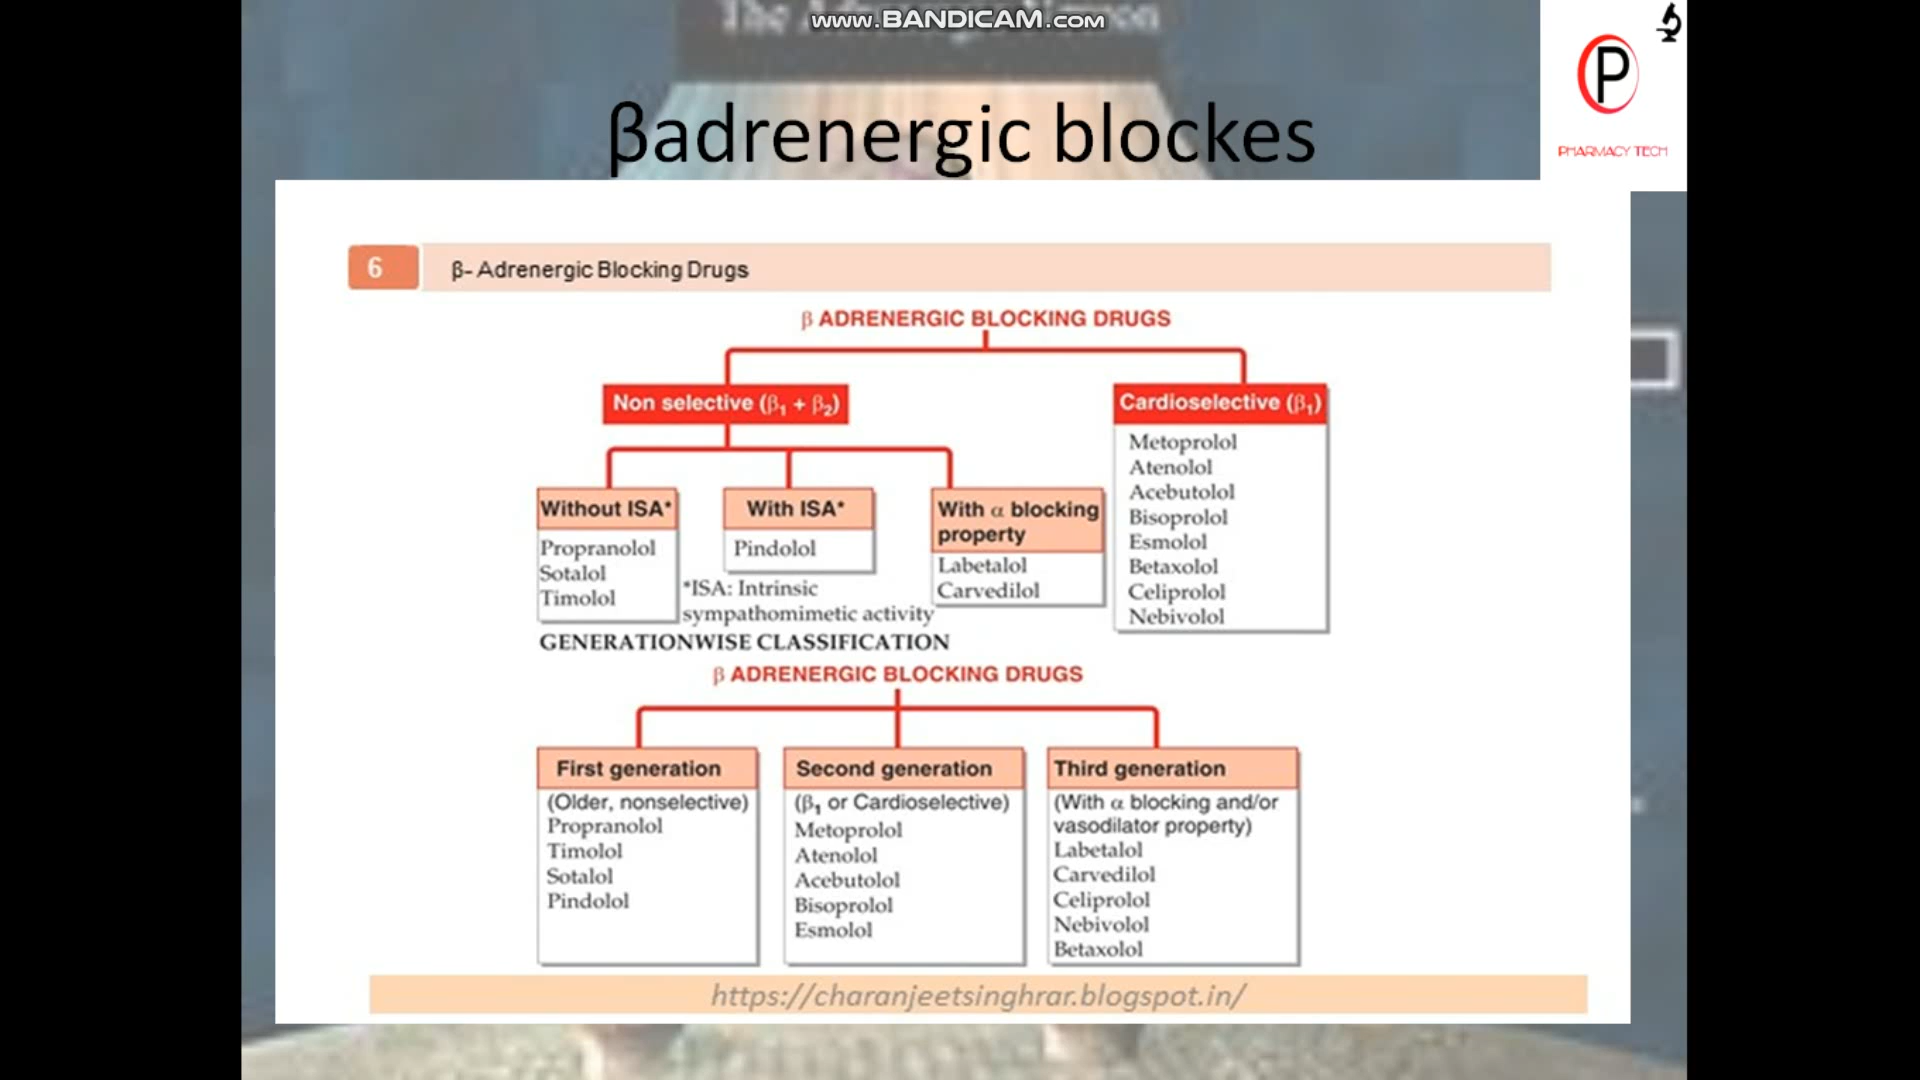 The Adrenergic Neuron
www.BANDICAM.com
P
PHARMACY TECH
βadrenergic blockes
6
β- Adrenergic Blocking Drugs
β ADRENERGIC BLOCKING DRUGS
Non selective (β₁ + β₂)
Cardioselective (β₁)
Metoprolol
Atenolol
Acebutolol
Bisoprolol
Esmolol
Betaxolol
Celiprolol
Nebivolol
Without ISA*
Propranolol
Sotalol
Timolol
With ISA*
Pindolol
*ISA: Intrinsic
sympathomimetic activity
With α blocking
property
Labetalol
Carvedilol
GENERATIONWISE CLASSIFICATION
β ADRENERGIC BLOCKING DRUGS
First generation
(Older, nonselective)
Propranolol
Timolol
Sotalol
Pindolol
Second generation
(β₁ or Cardioselective)
Metoprolol
Atenolol
Acebutolol
Bisoprolol
Esmolol
Third generation
(With α blocking and/or
vasodilator property)
Labetalol
Carvedilol
Celiprolol
Nebivolol
Betaxolol
https://charanjeetsinghrar.blogspot.in/